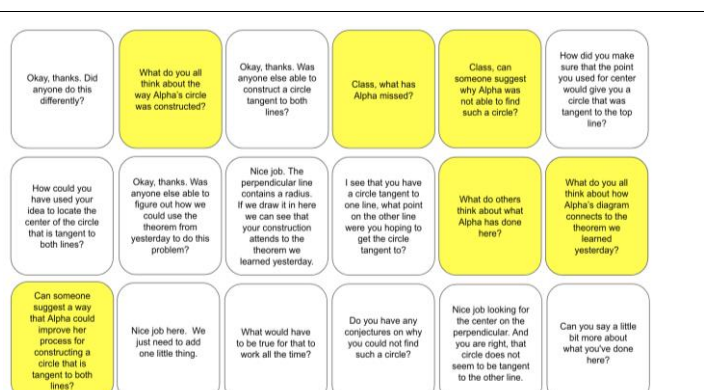 Okay, thanks. Did
anyone do this
differently?
What do you all
think about the
way Alpha's circle
was constructed?
Okay, thanks. Was
anyone else able to
construct a circle
tangent to both
lines?
Class, what has
Alpha missed?
Class, can
someone suggest
why Alpha was
not able to find
such a circle?
How did you make
sure that the point
you used for center
would give you a
circle that was
tangent to the top
line?
How could you
have used your
idea to locate the
center of the circle
that is tangent to
both lines?
Okay, thanks. Was
anyone else able to
figure out how we
could use the
theorem from
yesterday to do this
problem?
Nice job. The
perpendicular line
contains a radius.
If we draw it in here
we can see that
your construction
attends to the
theorem we
learned yesterday.
I see that you have
a circle tangent to
one line, what point
on the other line
were you hoping to
get the circle
tangent to?
What do others
think about what
Alpha has done
here?
What do you all
think about how
Alpha's diagram
connects to the
theorem we
learned
yesterday?
Can someone
suggest a way
that Alpha could
improve her
process for
constructing a
circle that is
tangent to both
lines?
Nice job here. We
just need to add
one little thing.
What would have
to be true for that to
work all the time?
Do you have any
conjectures on why
you could not find
such a circle?
Nice job looking for
the center on the
perpendicular. And
you are right, that
circle does not
seem to be tangent
to the other line.
Can you say a little
bit more about
what you've done
here?